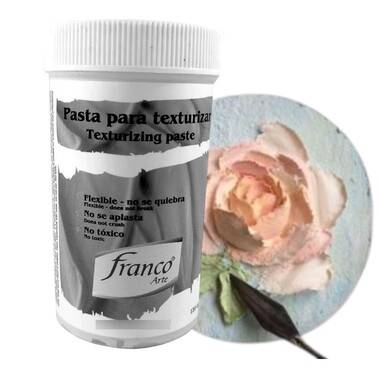 Pasta para texturizar
Texturizing paste
Flexible - no se quiebra
Flexible - does not break
No se aplasta
Does not crush
No tóxico
No toxic
franco®
Arte